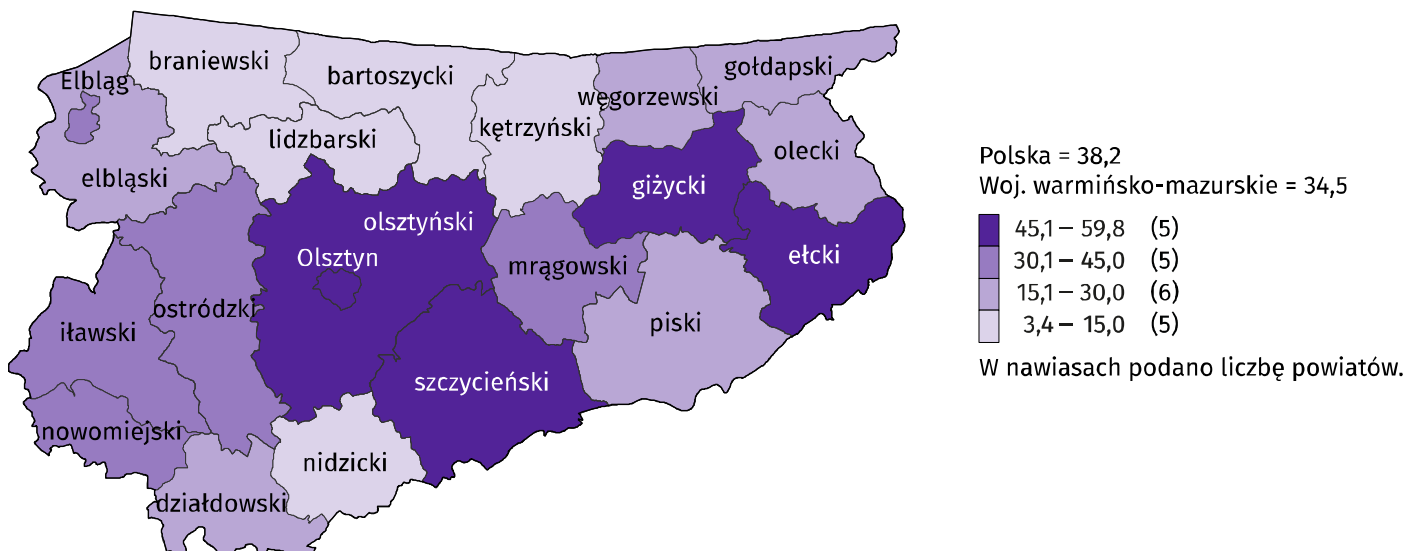 braniewski
Elbląg
bartoszycki
gołdapski
węgorzewski
kętrzyński
lidzbarski
olecki
elbląski
giżycki
olsztyński
Olsztyn
mrągowski
ełcki
ostródzki
iławski
piski
szczycieński
nowomiejski
nidzicki
działdowski
Polska = 38,2
Woj. warmińsko-mazurskie = 34,5
45,1 – 59,8 (5)
30,1 – 45,0 (5)
15,1 – 30,0 (6)
3,4 – 15,0 (5)
W nawiasach podano liczbę powiatów.